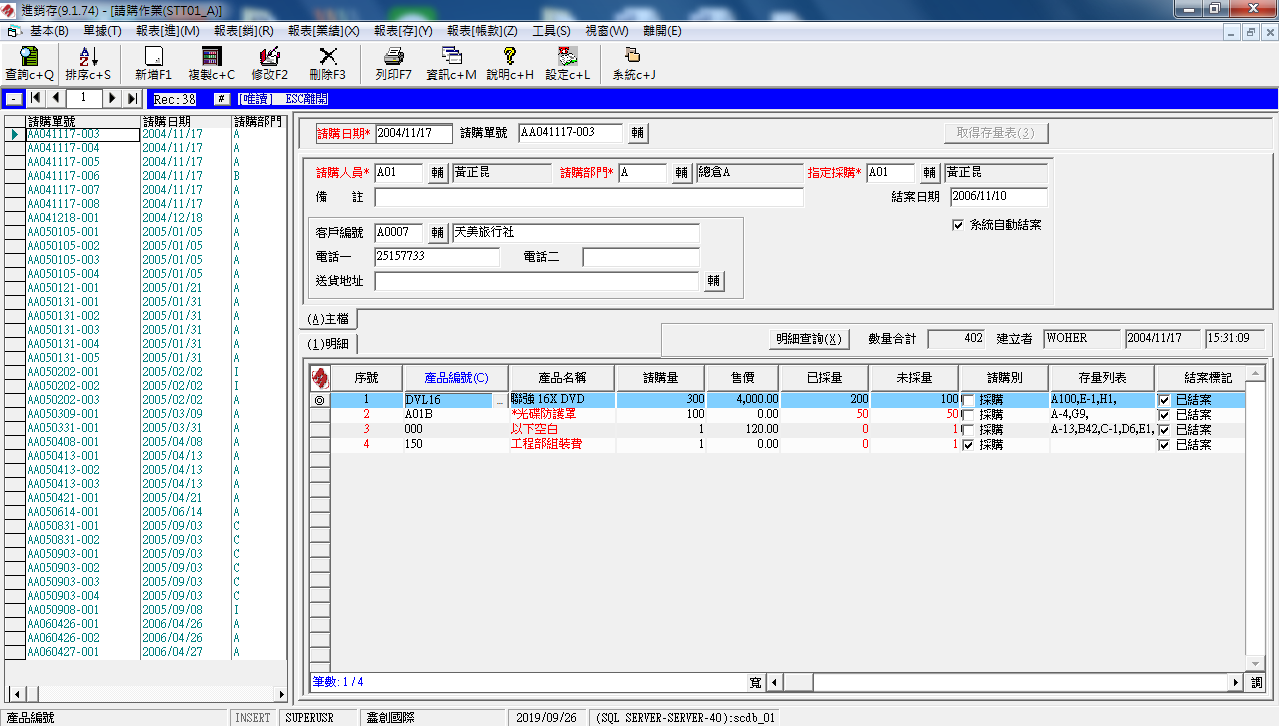 進銷存(9.1.74) - [請購作業(STT01_A)]
基本(B) 單據(T) 報表[進](M) 報表[銷](R) 報表[業績](X) 報表[存](Y) 報表[帳款](Z) 工具(S) 視窗(W) 離開(E)
查詢c+Q 排序c+S 新增F1 複製c+C 修改F2 刪除F3 列印F7 資訊c+M 說明c+H 設定c+L 系統c+J
- 1 Rec:38 # [唯讀] ESC離開
請購單號 請購日期 請購部門
AA041117-003 2004/11/17 A
AA041117-004 2004/11/17 A
AA041117-005 2004/11/17 A
AA041117-006 2004/11/17 B
AA041117-007 2004/11/17 A
AA041117-008 2004/11/17 A
AA041218-001 2004/12/18 A
AA050105-001 2005/01/05 A
AA050105-002 2005/01/05 A
AA050105-003 2005/01/05 A
AA050105-004 2005/01/05 A
AA050121-001 2005/01/21 A
AA050131-001 2005/01/31 A
AA050131-002 2005/01/31 A
AA050131-003 2005/01/31 A
AA050131-004 2005/01/31 A
AA050131-005 2005/01/31 A
AA050202-001 2005/02/02 I
AA050202-002 2005/02/02 I
AA050202-003 2005/02/02 A
AA050309-001 2005/03/09 A
AA050331-001 2005/03/31 A
AA050408-001 2005/04/08 A
AA050413-001 2005/04/13 A
AA050413-002 2005/04/13 A
AA050413-003 2005/04/13 A
AA050421-001 2005/04/21 A
AA050614-001 2005/06/14 A
AA050831-001 2005/09/03 C
AA050831-002 2005/09/03 C
AA050903-001 2005/09/03 C
AA050903-002 2005/09/03 C
AA050903-003 2005/09/03 C
AA050903-004 2005/09/03 C
AA050908-001 2005/09/08 I
AA060426-001 2006/04/26 A
AA060426-002 2006/04/26 A
AA060427-001 2006/04/27 A
請購日期* 2004/11/17 請購單號 AA041117-003 輔 取得存量表(3)
請購人員* A01 輔 黃正昆 請購部門* A 輔 總倉A 指定採購* A01 輔 黃正昆
備 註 結案日期 2006/11/10
客戶編號 A0007 輔 天美旅行社 系統自動結案
電話一 25157733 電話二
送貨地址 輔
(A)主檔
(1)明細 明細查詢(X) 數量合計 402 建立者 WOHER 2004/11/17 15:31:09
序號 產品編號(C) 產品名稱 請購量 售價 已採量 未採量 請購別 存量列表 結案標記
1 DVL16 ... 聯強 16X DVD 300 4,000.00 200 100 採購 A100,E-1,H1, 已結案
2 A01B *光碟防護罩 100 0.00 50 50 採購 A-4,G9, 已結案
3 000 以下空白 1 120.00 0 1 採購 A-13,B42,C-1,D6,E1, 已結案
4 150 工程部組裝費 1 0.00 0 1 採購 已結案
筆數: 1 / 4 寬 調
產品編號 INSERT SUPERUSR 鑫創國際 2019/09/26 (SQL SERVER-SERVER-40):scdb_01